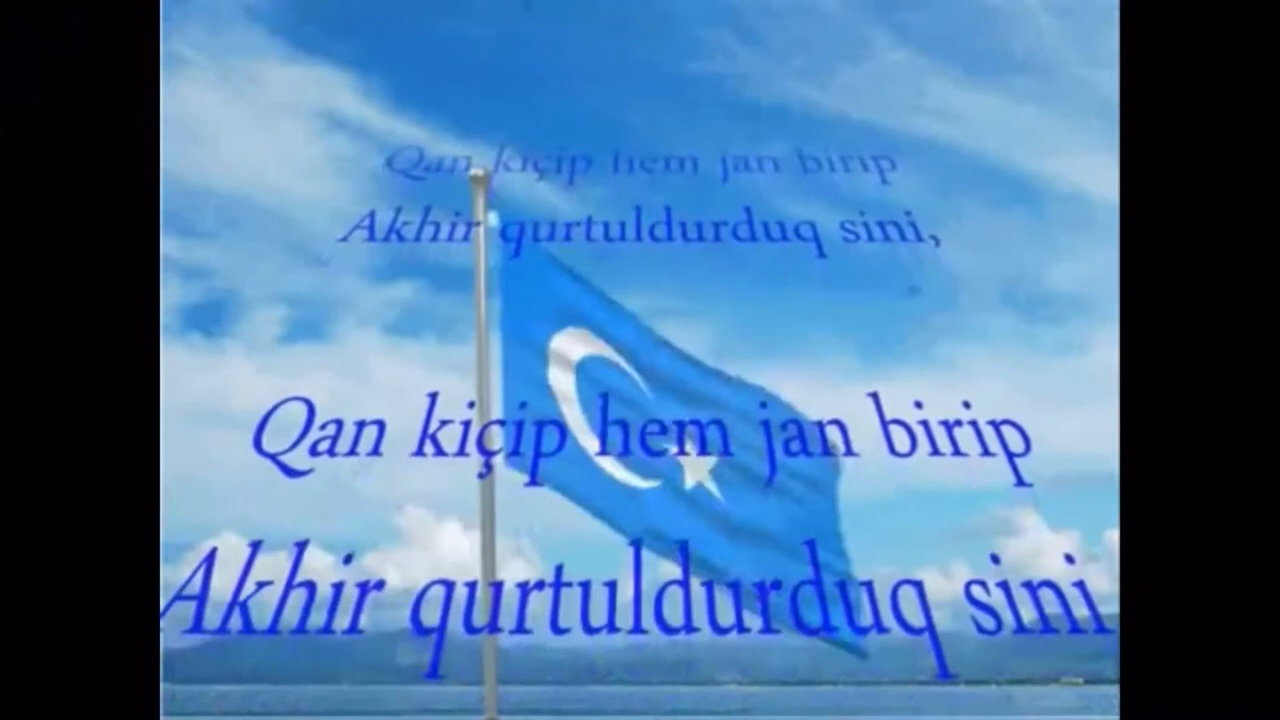 Qan kiçip hem jan birip
Akhir qurtuldurduq sini,
Qan kiçip hem jan birip
Akhir qurtuldurduq sini